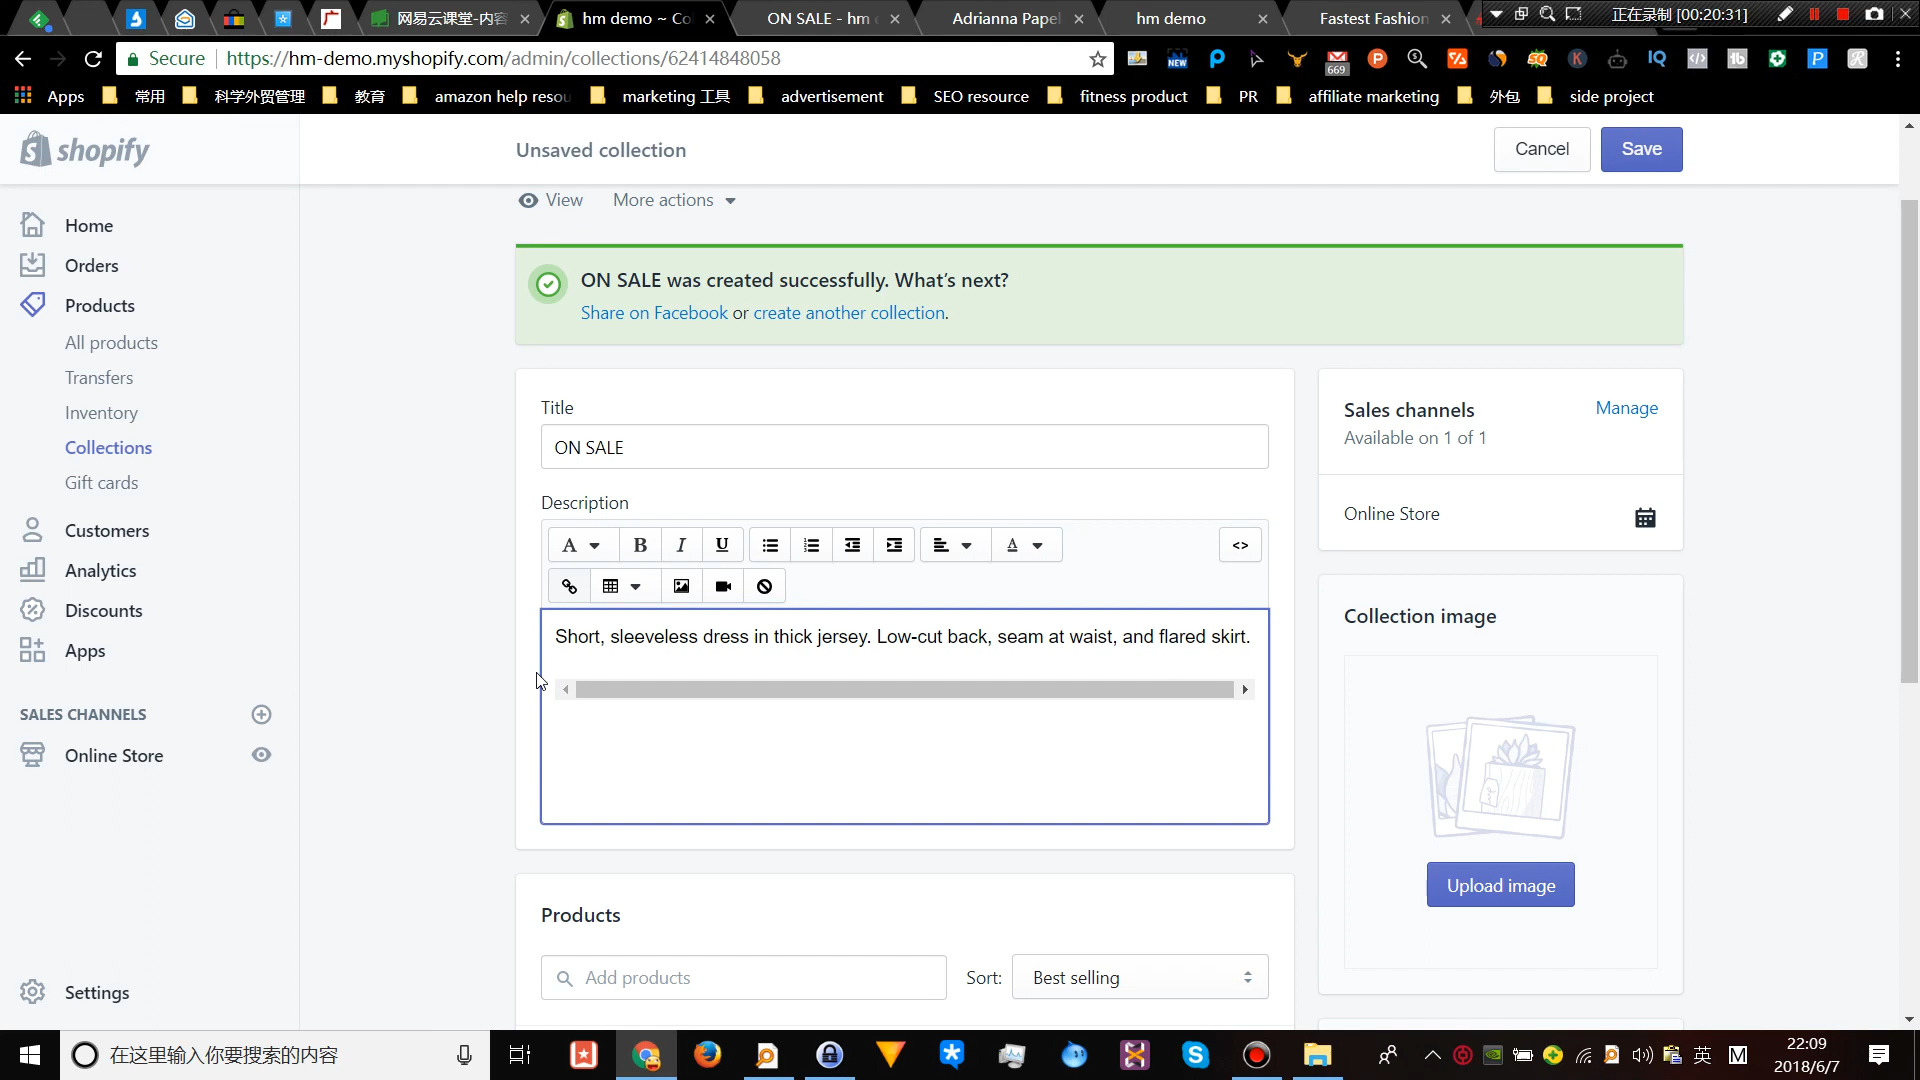 网易云课堂-内容
hm demo ~ Co
ON SALE - hm
Adrianna Papel
hm demo
Fastest Fashion
正在录制 [00:20:31]
Secure
https://hm-demo.myshopify.com/admin/collections/62414848058
NEW
669
IQ
Apps
常用
科学外贸管理
教育
amazon help resou
marketing 工具
advertisement
SEO resource
fitness product
PR
affiliate marketing
外包
side project
shopify
Unsaved collection
Cancel
Save
View
More actions
Home
Orders
Products
All products
Transfers
Inventory
Collections
Gift cards
Customers
Analytics
Discounts
Apps
SALES CHANNELS
Online Store
Settings
ON SALE was created successfully. What's next?
Share on Facebook or create another collection.
Title
ON SALE
Description
A
B
I
U
A
<>
Short, sleeveless dress in thick jersey. Low-cut back, seam at waist, and flared skirt.
Products
Add products
Sort:
Best selling
Sales channels
Manage
Available on 1 of 1
Online Store
Collection image
Upload image
在这里输入你要搜索的内容
英
M
22:09
2018/6/7